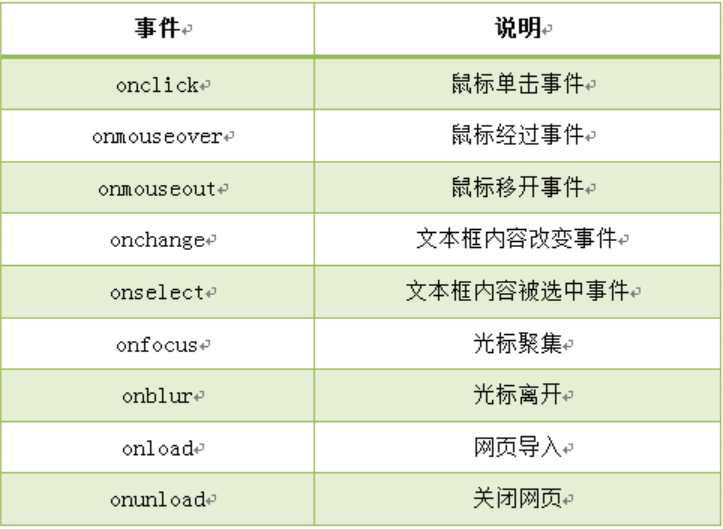 事件 说明
onclick 鼠标单击事件
onmouseover 鼠标经过事件
onmouseout 鼠标移开事件
onchange 文本框内容改变事件
onselect 文本框内容被选中事件
onfocus 光标聚集
onblur 光标离开
onload 网页导入
onunload 关闭网页